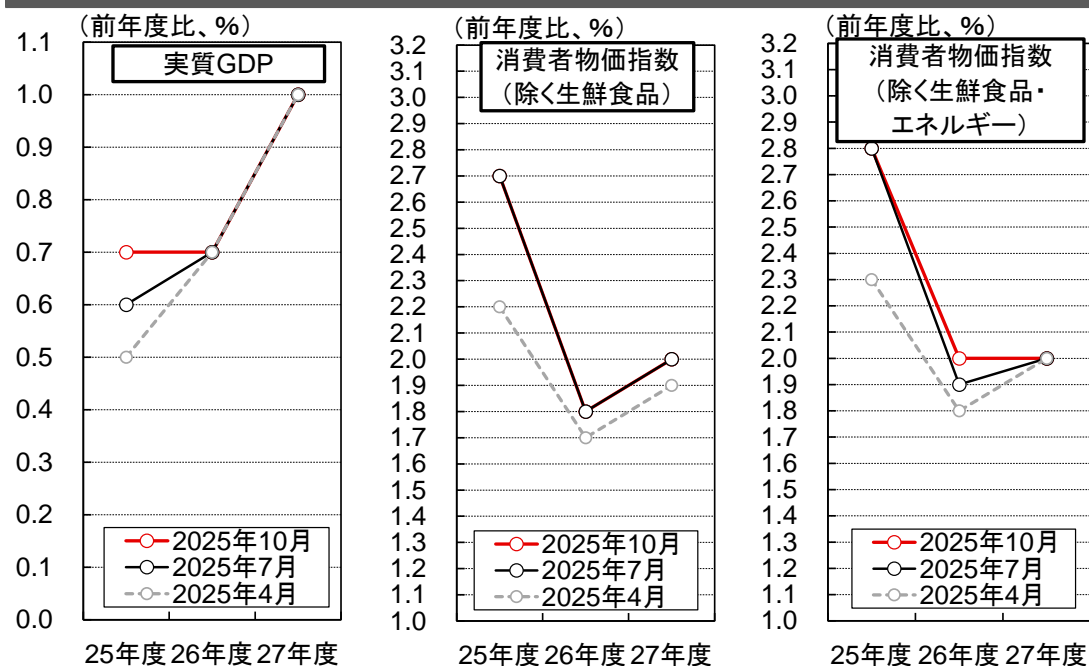 (前年度比、%)
実質GDP
1.1
1.0
0.9
0.8
0.7
0.6
0.5
0.4
0.3
0.2
0.1
0.0
2025年10月
2025年7月
2025年4月
25年度 26年度 27年度
(前年度比、%)
消費者物価指数
(除く生鮮食品)
3.2
3.1
3.0
2.9
2.8
2.7
2.6
2.5
2.4
2.3
2.2
2.1
2.0
1.9
1.8
1.7
1.6
1.5
1.4
1.3
1.2
1.1
1.0
2025年10月
2025年7月
2025年4月
25年度 26年度 27年度
(前年度比、%)
消費者物価指数
(除く生鮮食品・
エネルギー)
3.2
3.1
3.0
2.9
2.8
2.7
2.6
2.5
2.4
2.3
2.2
2.1
2.0
1.9
1.8
1.7
1.6
1.5
1.4
1.3
1.2
1.1
1.0
2025年10月
2025年7月
2025年4月
25年度 26年度 27年度